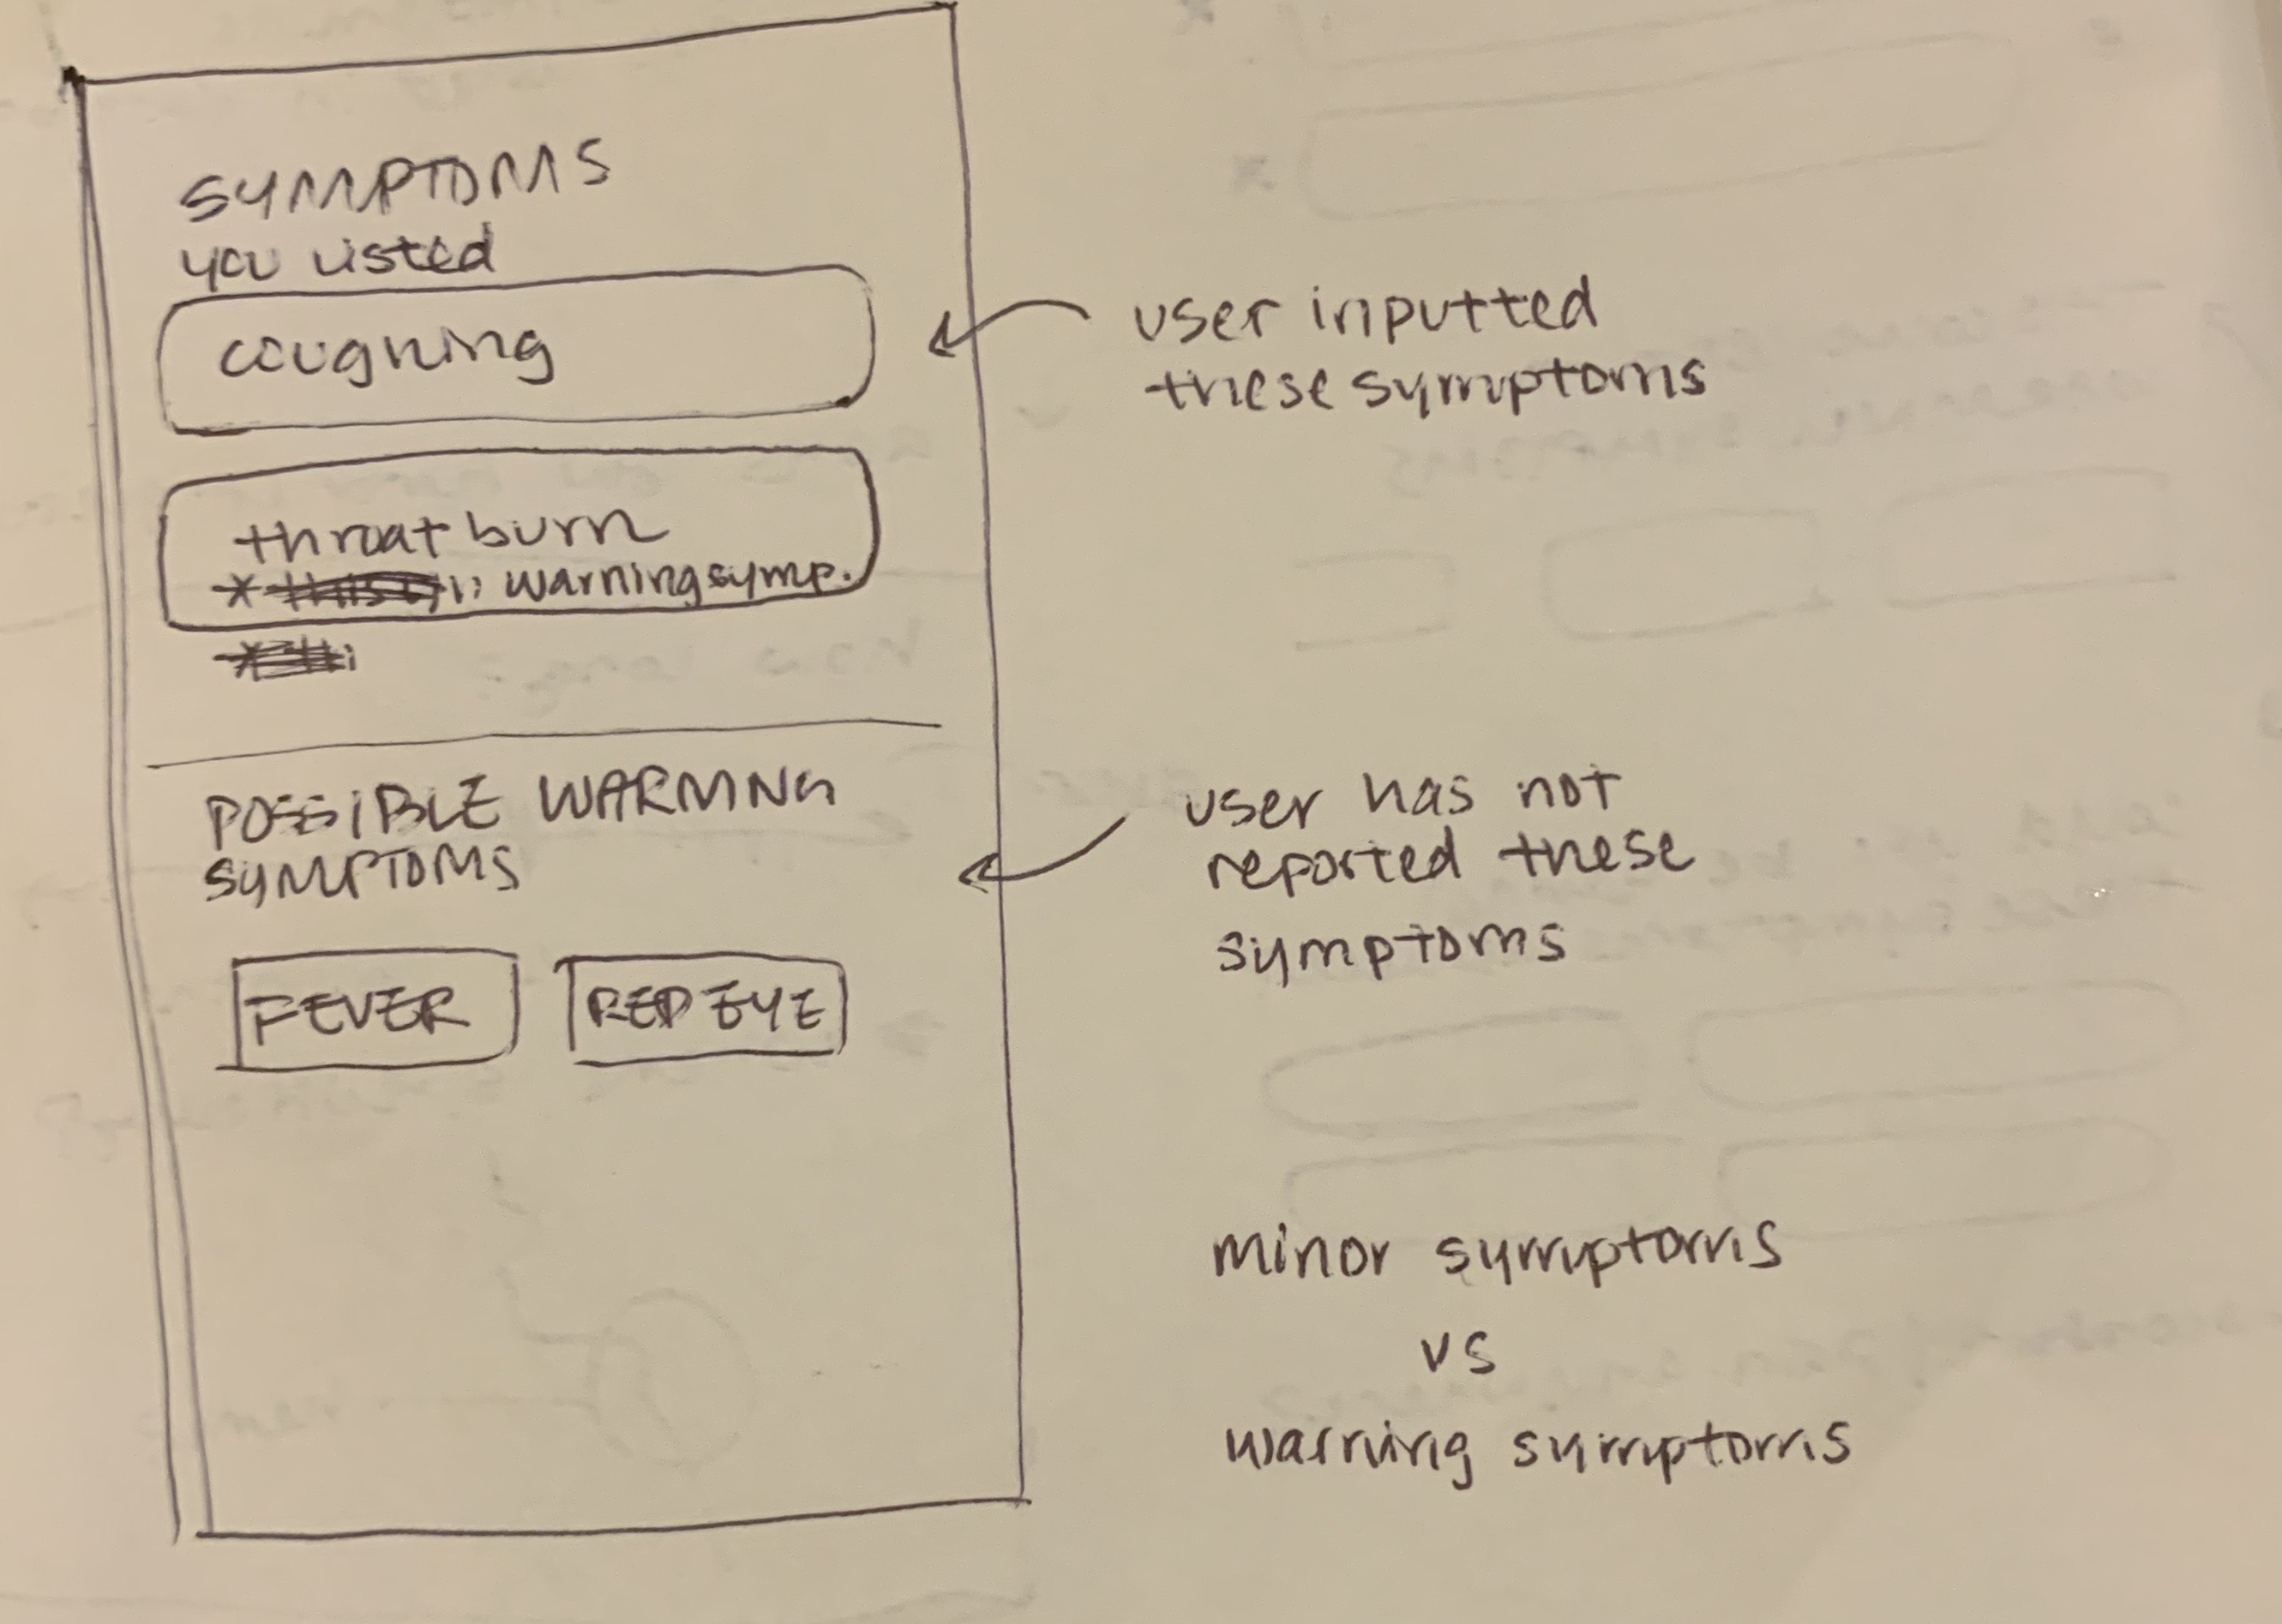 SYMPTOMS
you listed
coughing
throat burn
* warning symp.
POSSIBLE WARNING
SYMPTOMS
FEVER
RED EYE
user inputted
these symptoms
user has not
reported these
symptoms
minor symptoms
vs
warning symptoms